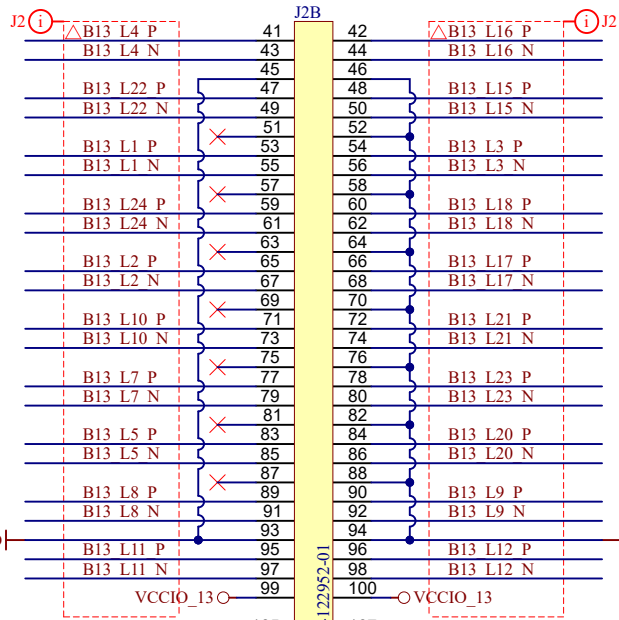 J2B
J2 i i J2
B13 L4 P 41 42 B13 L16 P
B13 L4 N 43 44 B13 L16 N
45 46
B13 L22 P 47 48 B13 L15 P
B13 L22 N 49 50 B13 L15 N
51 52
B13 L1 P 53 54 B13 L3 P
B13 L1 N 55 56 B13 L3 N
57 58
B13 L24 P 59 60 B13 L18 P
B13 L24 N 61 62 B13 L18 N
63 64
B13 L2 P 65 66 B13 L17 P
B13 L2 N 67 68 B13 L17 N
69 70
B13 L10 P 71 72 B13 L21 P
B13 L10 N 73 74 B13 L21 N
75 76
B13 L7 P 77 78 B13 L23 P
B13 L7 N 79 80 B13 L23 N
81 82
B13 L5 P 83 84 B13 L20 P
B13 L5 N 85 86 B13 L20 N
87 88
B13 L8 P 89 90 B13 L9 P
B13 L8 N 91 92 B13 L9 N
93 94
B13 L11 P 95 96 B13 L12 P
B13 L11 N 97 98 B13 L12 N
VCCIO_13 99 100 VCCIO_13
122952-01